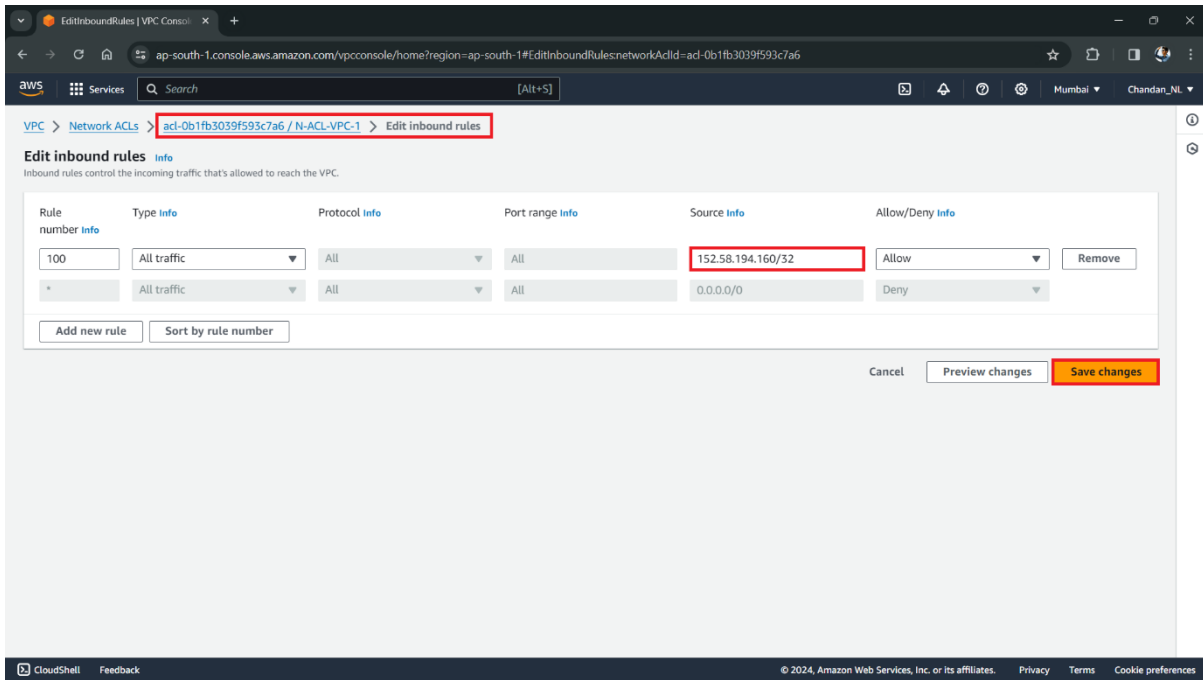 EditInboundRules | VPC Consol
ap-south-1.console.aws.amazon.com/vpcconsole/home?region=ap-south-1#EditInboundRules:networkAclId=acl-0b1fb3039f593c7a6
aws Services Search [Alt+S] Mumbai Chandan_NL
VPC > Network ACLs > acl-0b1fb3039f593c7a6 / N-ACL-VPC-1 > Edit inbound rules
Edit inbound rules Info
Inbound rules control the incoming traffic that's allowed to reach the VPC.
Rule Type Info Protocol Info Port range Info Source Info Allow/Deny Info
number Info
100 All traffic All All 152.58.194.160/32 Allow Remove
* All traffic All All 0.0.0.0/0 Deny
Add new rule Sort by rule number
Cancel Preview changes Save changes
CloudShell Feedback © 2024, Amazon Web Services, Inc. or its affiliates. Privacy Terms Cookie preferences